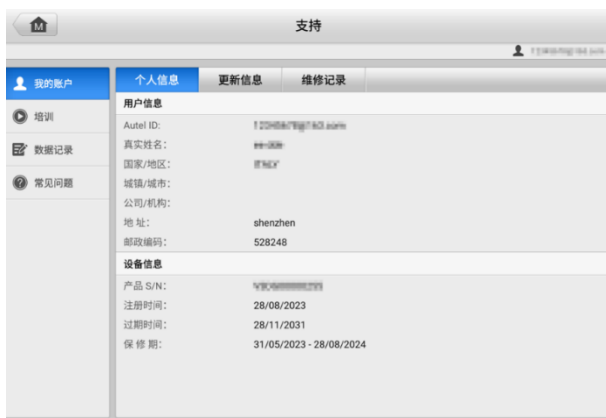 支持
我的账户
培训
数据记录
常见问题
个人信息 更新信息 维修记录
用户信息
Autel ID:
真实姓名：
国家/地区：
城镇/城市：
公司/机构：
地 址： shenzhen
邮政编码： 528248
设备信息
产品 S/N：
注册时间： 28/08/2023
过期时间： 28/11/2031
保 修 期： 31/05/2023 - 28/08/2024